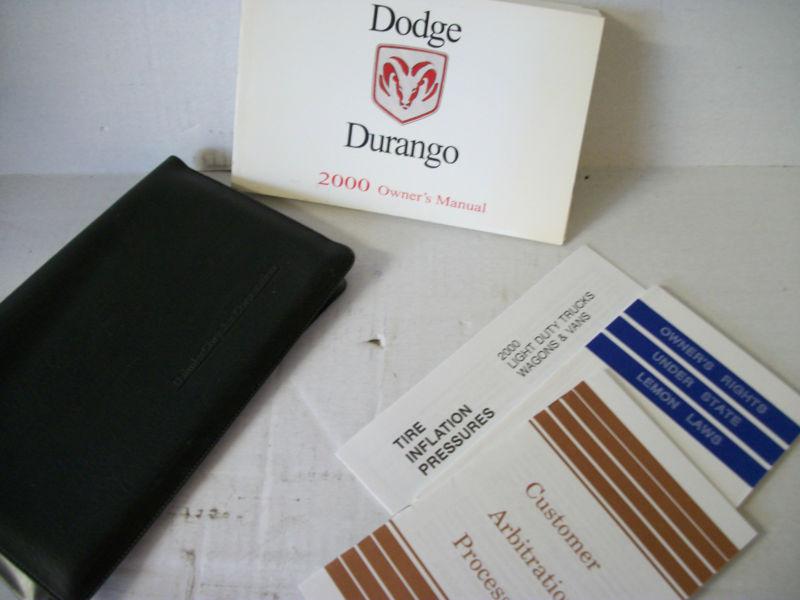 Dodge
Durango
2000 Owner's Manual
2000
LIGHT DUTY TRUCKS
WAGONS & VANS
TIRE
INFLATION
PRESSURES
OWNER'S RIGHTS
UNDER STATE
LEMON LAWS
Customer
Arbitratio
Process